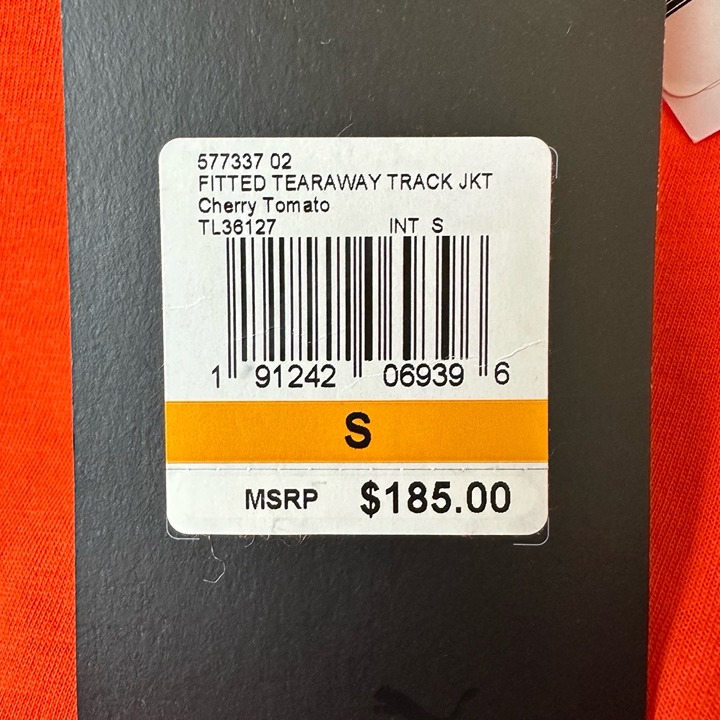 577337 02
FITTED TEARAWAY TRACK JKT
Cherry Tomato
TL36127 INT S
1 91242 06939 6
S
MSRP $185.00